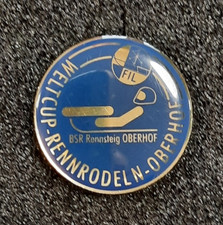 WELTCUP-RENNRODELN-OBERHOF
FIL
BSR Rennsteig OBERHOF